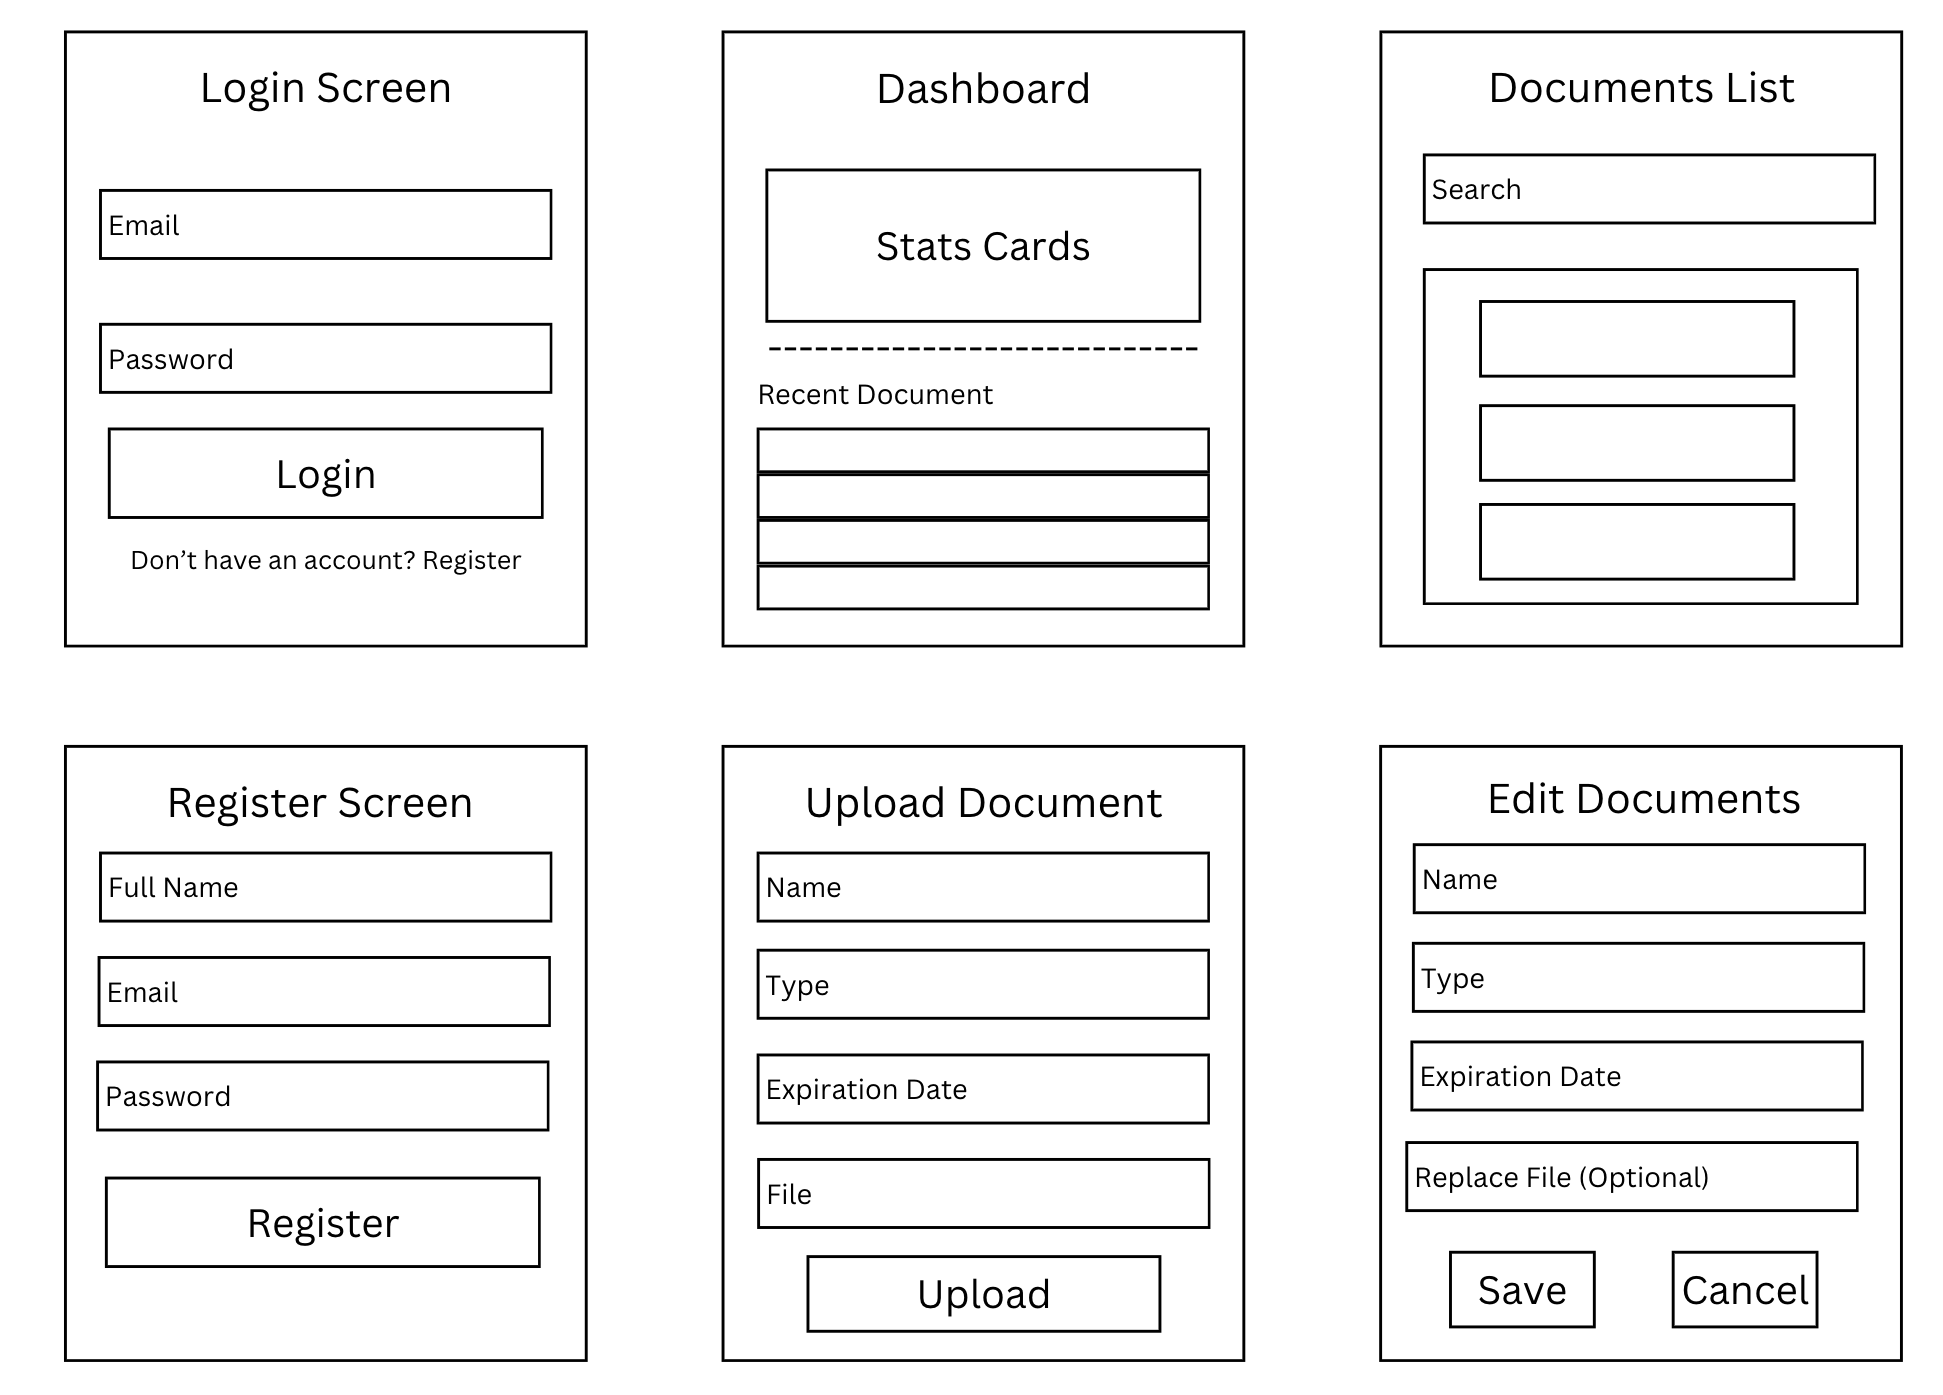 Login Screen
Email
Password
Login
Don’t have an account? Register
Dashboard
Stats Cards
Recent Document
Documents List
Search
Register Screen
Full Name
Email
Password
Register
Upload Document
Name
Type
Expiration Date
File
Upload
Edit Documents
Name
Type
Expiration Date
Replace File (Optional)
Save
Cancel